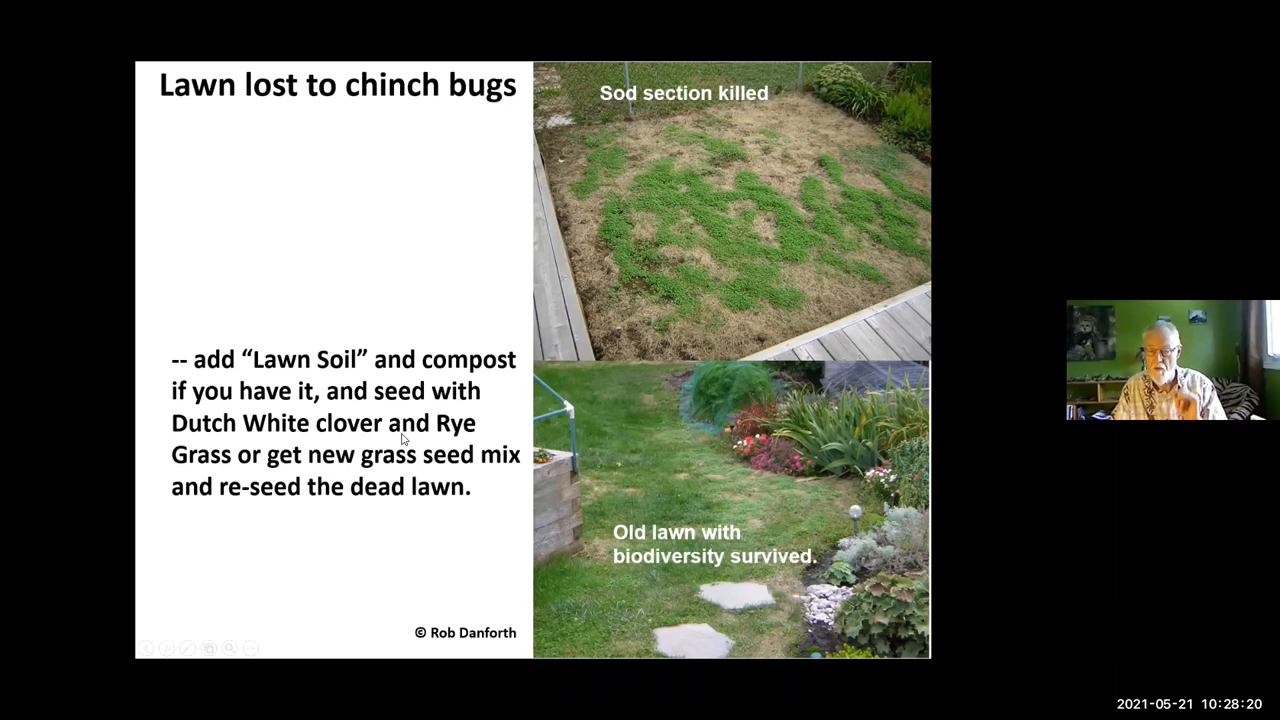 Lawn lost to chinch bugs
Sod section killed
-- add “Lawn Soil” and compost
if you have it, and seed with
Dutch White clover and Rye
Grass or get new grass seed mix
and re-seed the dead lawn.
Old lawn with
biodiversity survived.
© Rob Danforth
2021-05-21 10:28:20